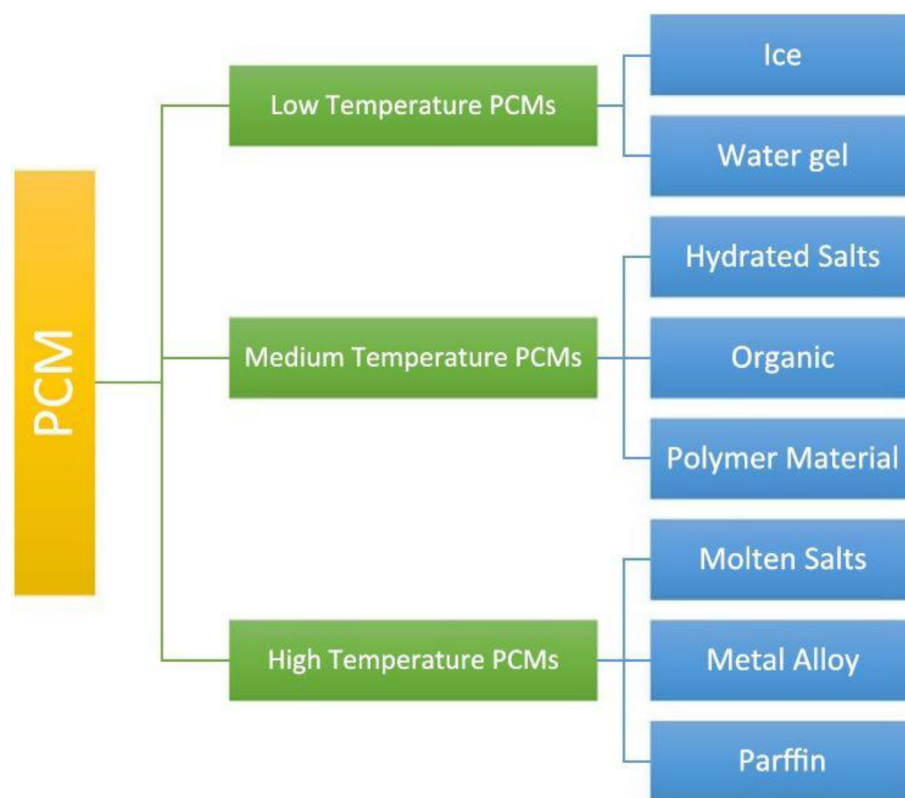 PCM
Low Temperature PCMs
Ice
Water gel
Medium Temperature PCMs
Hydrated Salts
Organic
Polymer Material
High Temperature PCMs
Molten Salts
Metal Alloy
Parffin